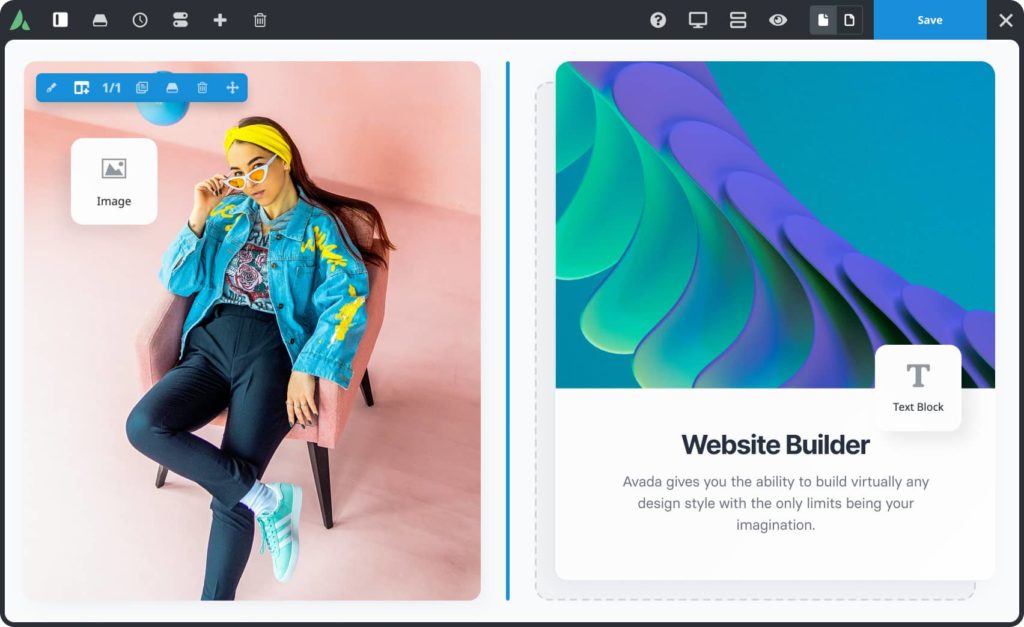 Save
1/1
Image
Text Block
Website Builder
Avada gives you the ability to build virtually any
design style with the only limits being your
imagination.